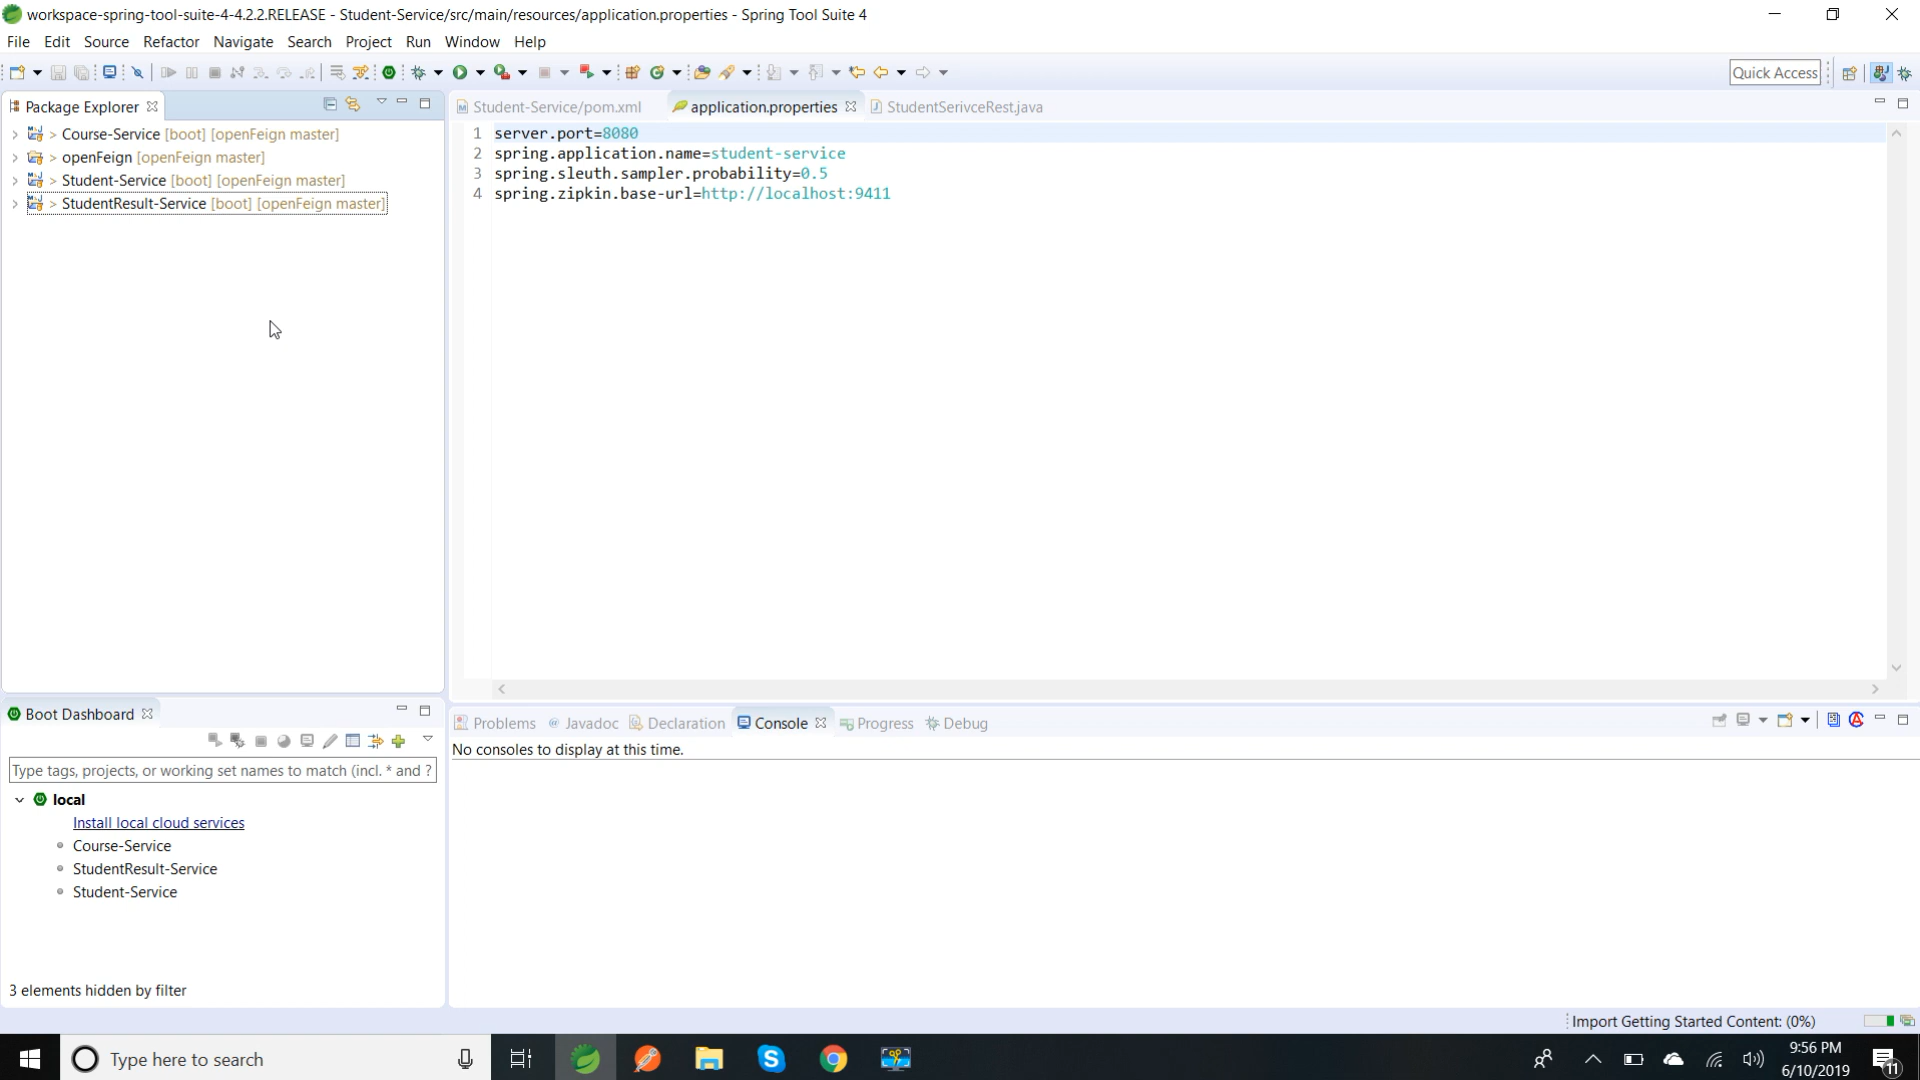 workspace-spring-tool-suite-4-4.2.2.RELEASE - Student-Service/src/main/resources/application.properties - Spring Tool Suite 4
File Edit Source Refactor Navigate Search Project Run Window Help
Quick Access
Package Explorer
Student-Service/pom.xml application.properties StudentSerivceRest.java
> Course-Service [boot] [openFeign master]
> openFeign [openFeign master]
> Student-Service [boot] [openFeign master]
> StudentResult-Service [boot] [openFeign master]
1 server.port=8080
2 spring.application.name=student-service
3 spring.sleuth.sampler.probability=0.5
4 spring.zipkin.base-url=http://localhost:9411
Boot Dashboard
Type tags, projects, or working set names to match (incl. * and ?
local
Install local cloud services
Course-Service
StudentResult-Service
Student-Service
3 elements hidden by filter
Problems Javadoc Declaration Console Progress Debug
No consoles to display at this time.
Import Getting Started Content: (0%)
Type here to search
9:56 PM
6/10/2019
11